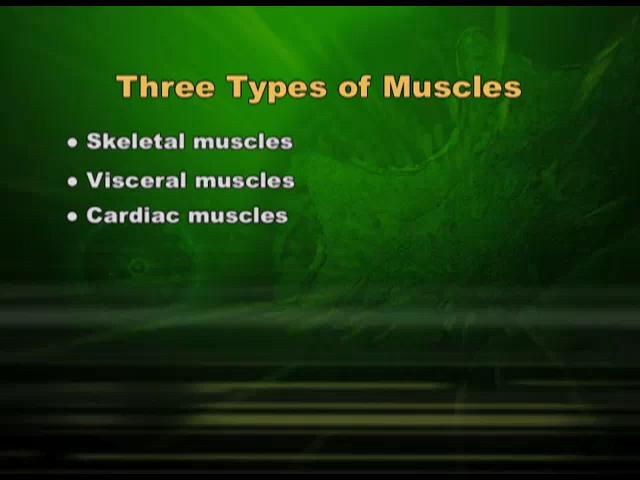 Three Types of Muscles
• Skeletal muscles
• Visceral muscles
• Cardiac muscles